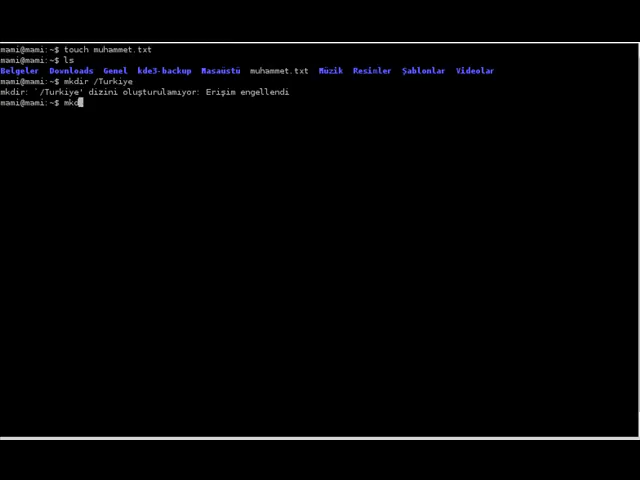 mami@mami:~$ touch muhammet.txt
mami@mami:~$ ls
Belgeler Downloads Genel kde3-backup Masaüstü muhammet.txt Müzik Resimler Şablonlar Videolar
mami@mami:~$ mkdir /Turkiye
mkdir: `/Turkiye' dizini oluşturulamıyor: Erişim engellendi
mami@mami:~$ mkd